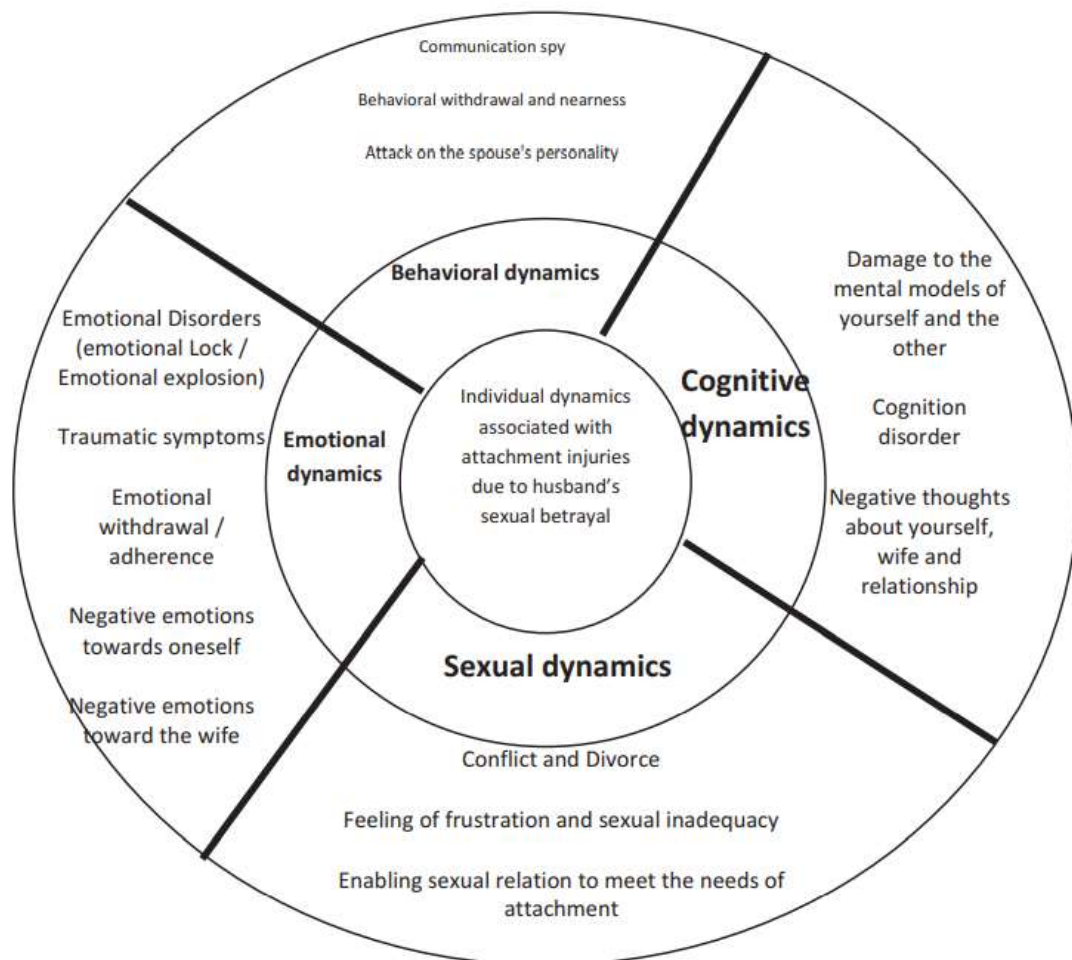 Communication spy
Behavioral withdrawal and nearness
Attack on the spouse's personality
Behavioral dynamics
Emotional Disorders
(emotional Lock /
Emotional explosion)
Traumatic symptoms
Emotional
withdrawal /
adherence
Negative emotions
towards oneself
Negative emotions
toward the wife
Emotional
dynamics
Individual dynamics
associated with
attachment injuries
due to husband’s
sexual betrayal
Cognitive
dynamics
Damage to the
mental models of
yourself and the
other
Cognition
disorder
Negative thoughts
about yourself,
wife and
relationship
Sexual dynamics
Conflict and Divorce
Feeling of frustration and sexual inadequacy
Enabling sexual relation to meet the needs of
attachment